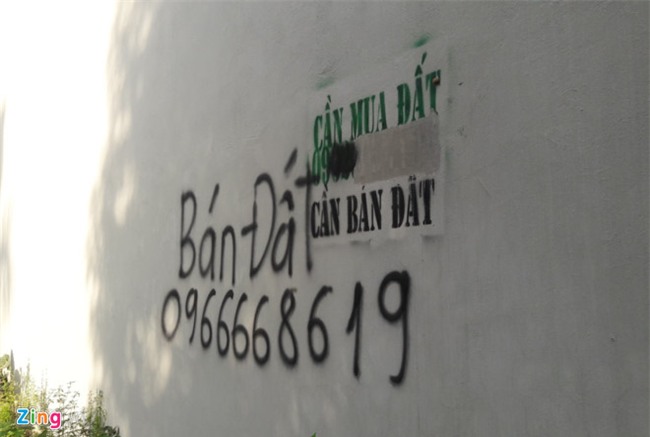 CẦN MUA ĐẤT
CẦN BÁN ĐẤT
Bán Đất
0966668619
Zing